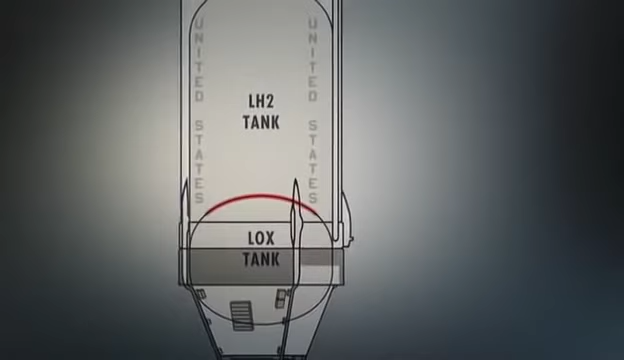 UNITED STATES
UNITED STATES
LH2
TANK
LOX
TANK